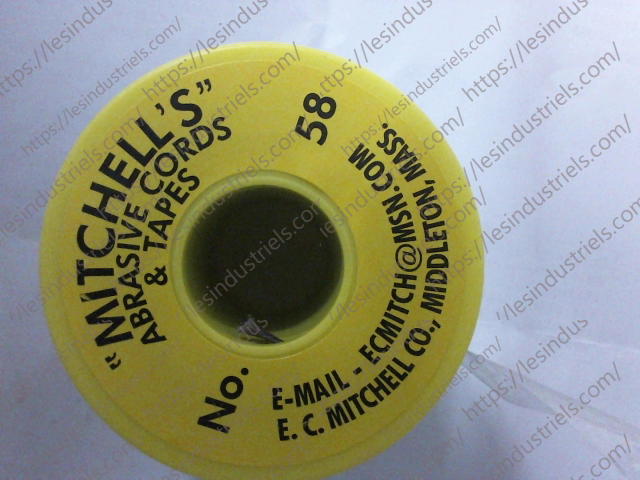 "MITCHELL'S"
ABRASIVE CORDS
& TAPES
58
No.
E-MAIL - ECMITCH@MSN.COM
E. C. MITCHELL CO., MIDDLETON, MASS.
https://lesindustriels.com/